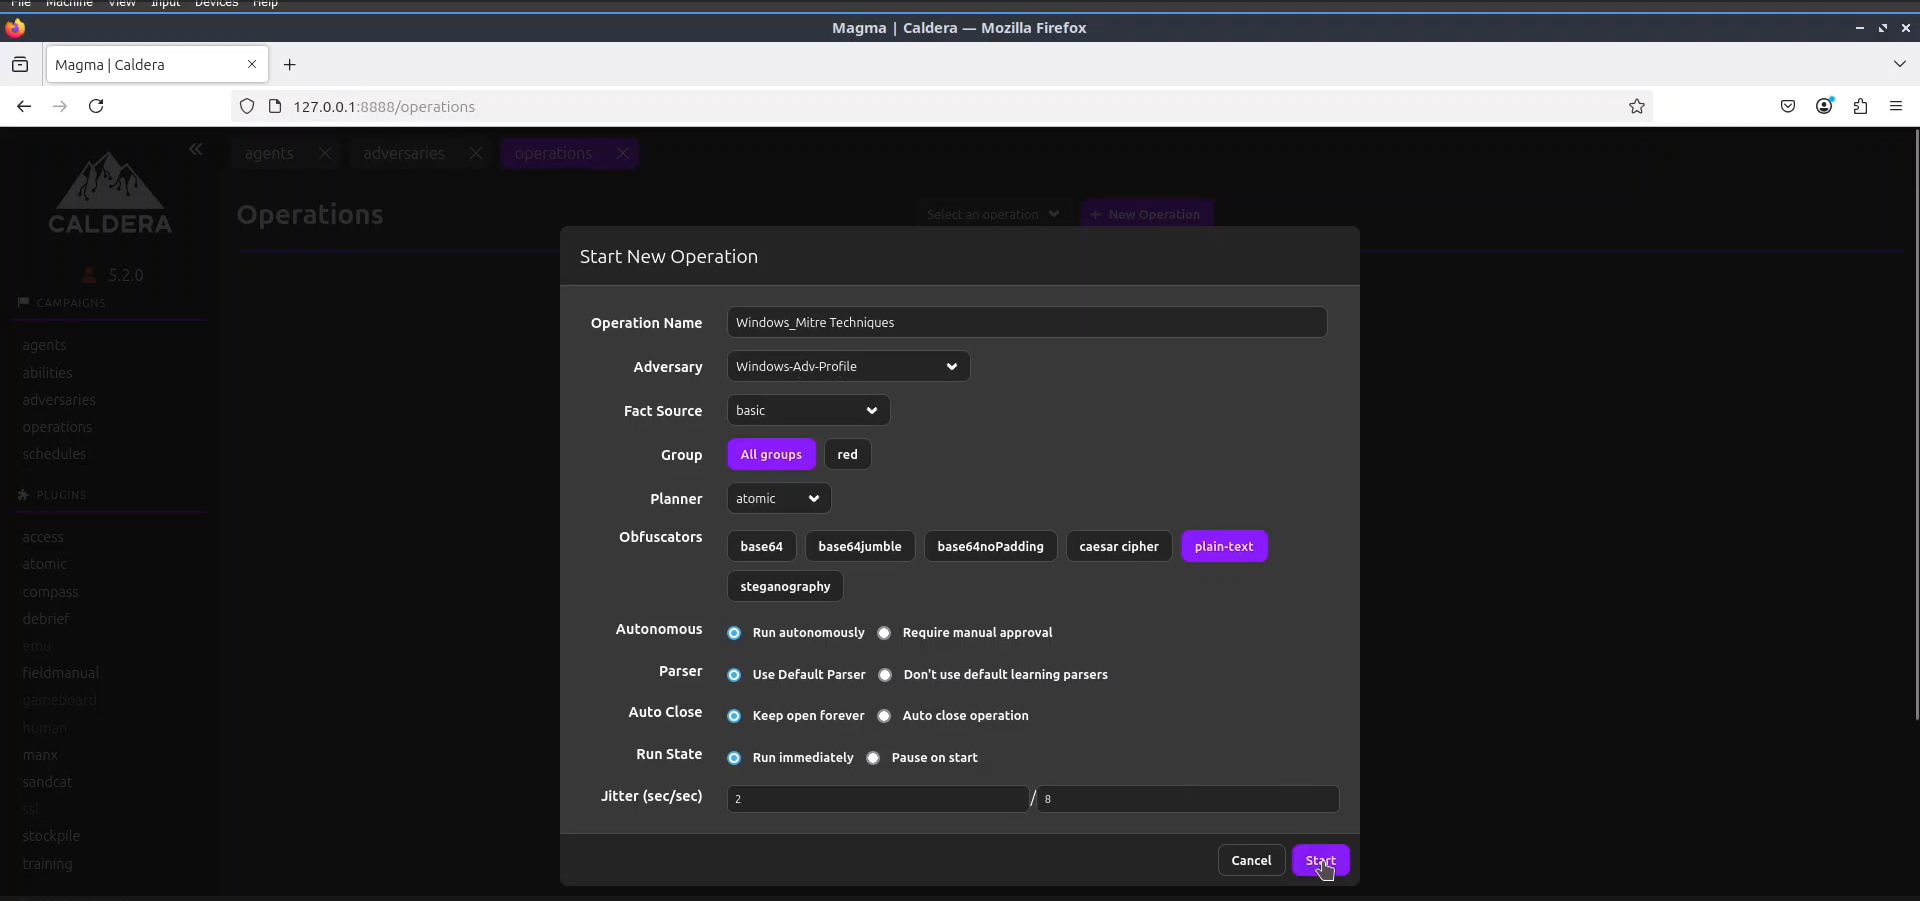 File Machine View Input Devices Help
Magma | Caldera — Mozilla Firefox
Magma | Caldera
127.0.0.1:8888/operations
agents
adversaries
operations
CALDERA
Operations
Select an operation
+ New Operation
5.2.0
CAMPAIGNS
agents
abilities
adversaries
operations
schedules
PLUGINS
access
atomic
compass
debrief
emu
fieldmanual
gameboard
human
manx
sandcat
ssl
stockpile
training
Start New Operation
Operation Name Windows_Mitre Techniques
Adversary Windows-Adv-Profile
Fact Source basic
Group All groups red
Planner atomic
Obfuscators base64 base64jumble base64noPadding caesar cipher plain-text
steganography
Autonomous Run autonomously Require manual approval
Parser Use Default Parser Don't use default learning parsers
Auto Close Keep open forever Auto close operation
Run State Run immediately Pause on start
Jitter (sec/sec) 2 / 8
Cancel Start